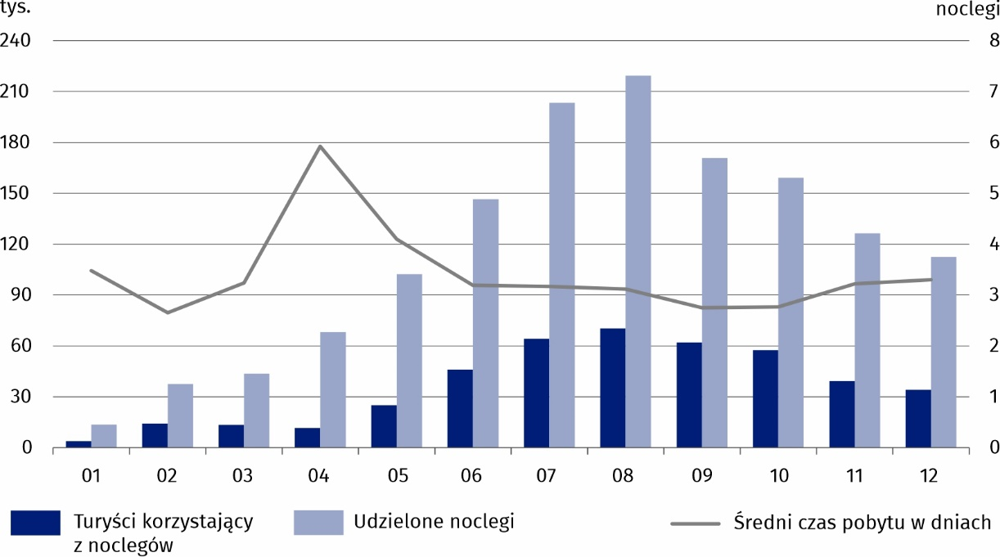 tys.
noclegi
240
8
210
7
180
6
150
5
120
4
90
3
60
2
30
1
0
0
01 02 03 04 05 06 07 08 09 10 11 12
Turyści korzystający
z noclegów
Udzielone noclegi
Średni czas pobytu w dniach